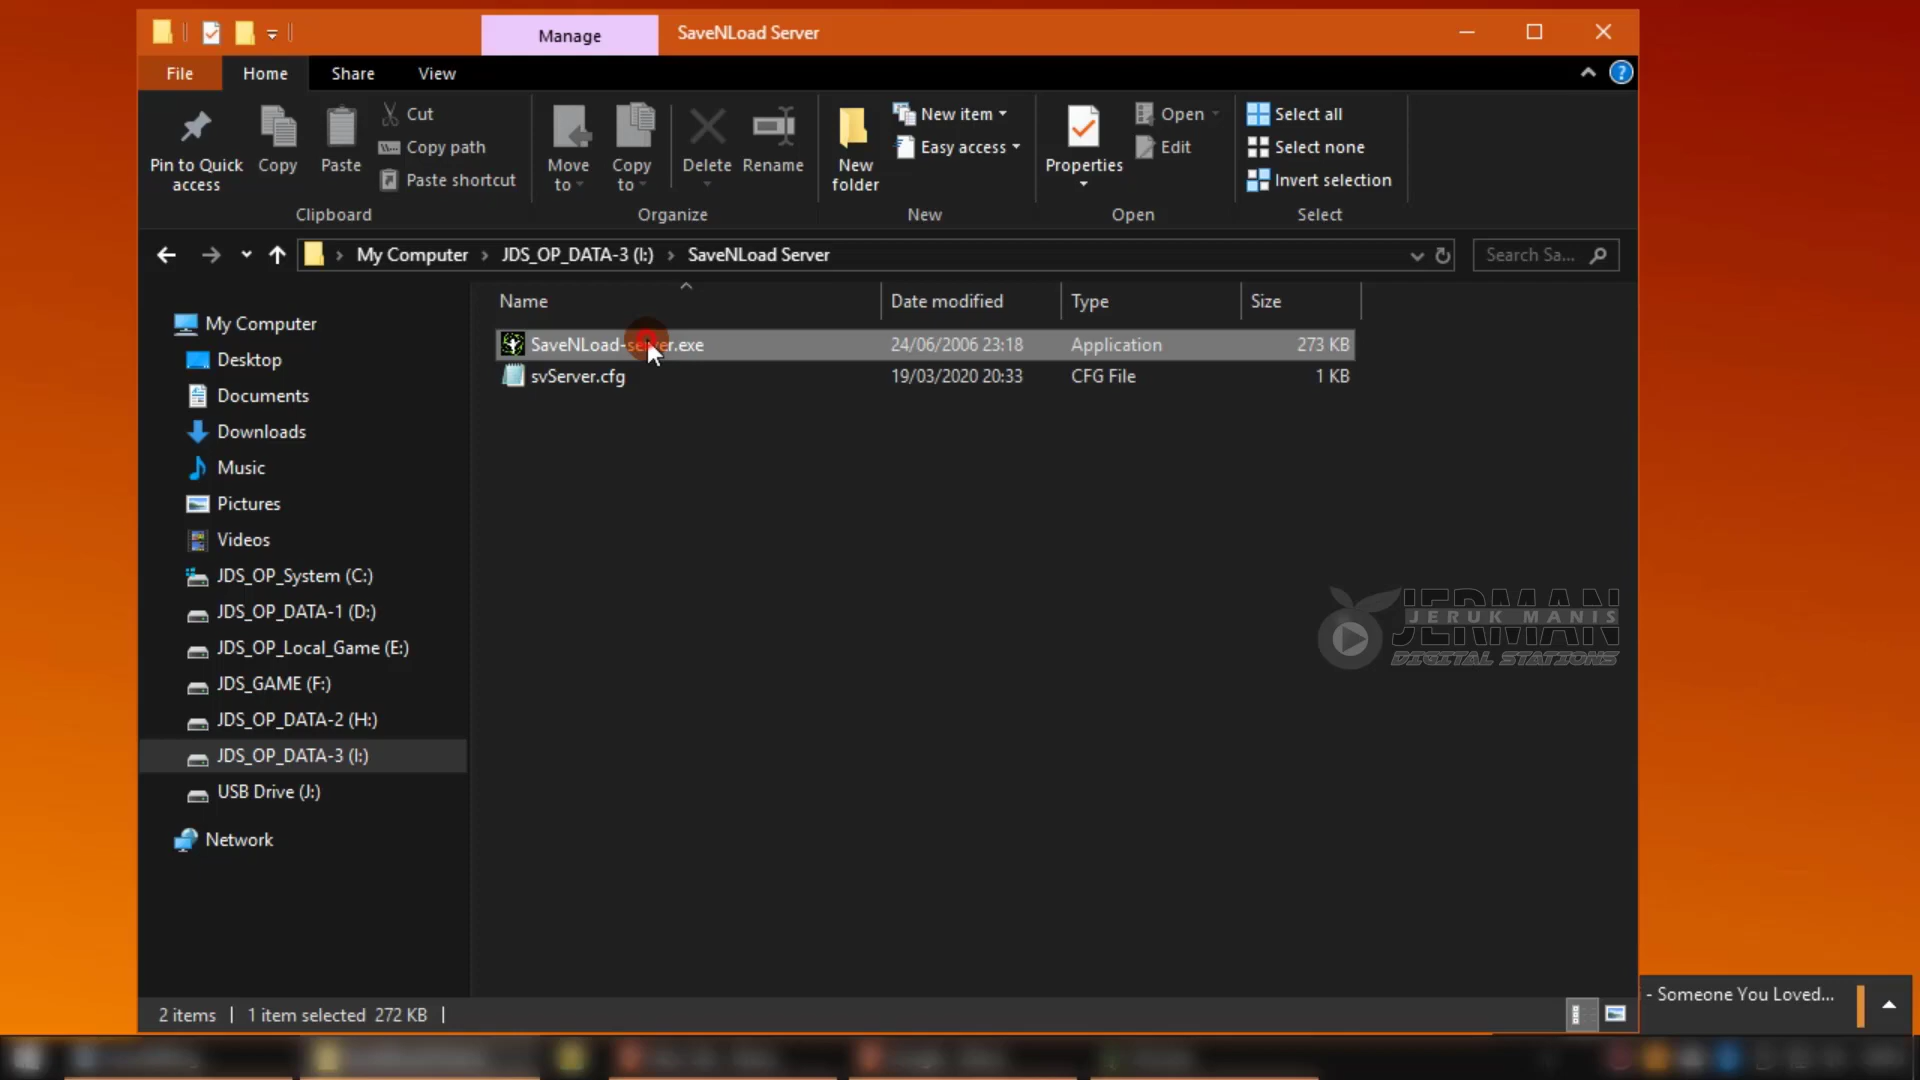 Manage
SaveNLoad Server
File
Home
Share
View
Pin to Quick access
Copy
Paste
Cut
Copy path
Paste shortcut
Clipboard
Move to
Copy to
Delete
Rename
Organize
New folder
New item
Easy access
New
Properties
Open
Edit
Open
Select all
Select none
Invert selection
Select
My Computer
JDS_OP_DATA-3 (I:)
SaveNLoad Server
Search Sa...
Name
Date modified
Type
Size
SaveNLoad-server.exe
24/06/2006 23:18
Application
273 KB
svServer.cfg
19/03/2020 20:33
CFG File
1 KB
My Computer
Desktop
Documents
Downloads
Music
Pictures
Videos
JDS_OP_System (C:)
JDS_OP_DATA-1 (D:)
JDS_OP_Local_Game (E:)
JDS_GAME (F:)
JDS_OP_DATA-2 (H:)
JDS_OP_DATA-3 (I:)
USB Drive (J:)
Network
JERMAN
JERUK MANIS
DIGITAL STATIONS
2 items
1 item selected 272 KB
- Someone You Loved...